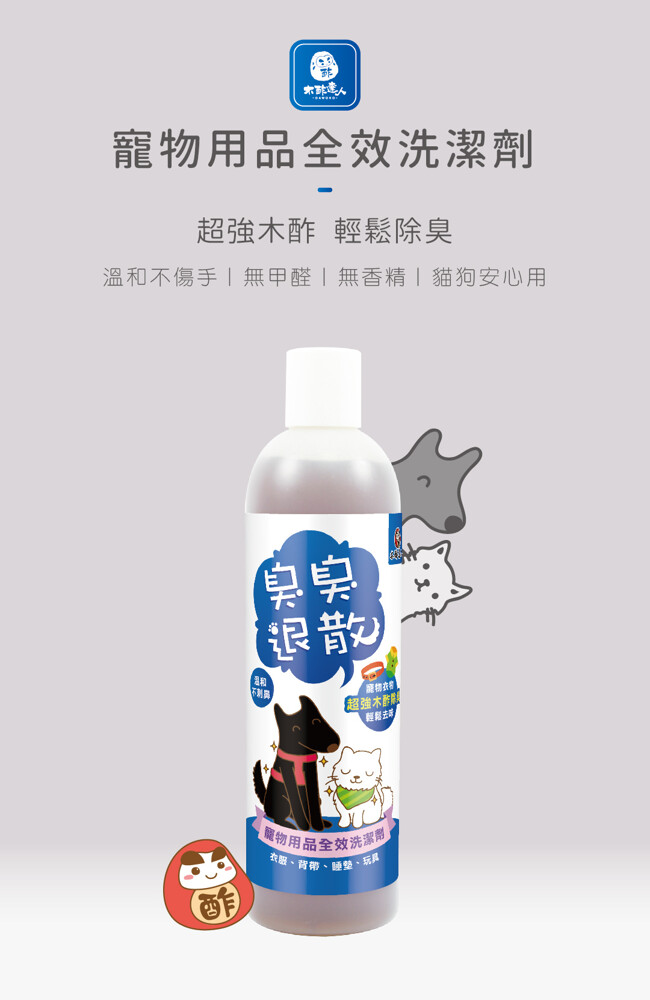 酢
木酢達人
寵物用品全效洗潔劑
超強木酢 輕鬆除臭
溫和不傷手 | 無甲醛 | 無香精 | 貓狗安心用
臭臭
退散
溫和
不刺鼻
寵物衣物
超強木酢除臭
輕鬆去味
寵物用品全效洗潔劑
衣服、背帶、睡墊、玩具
酢